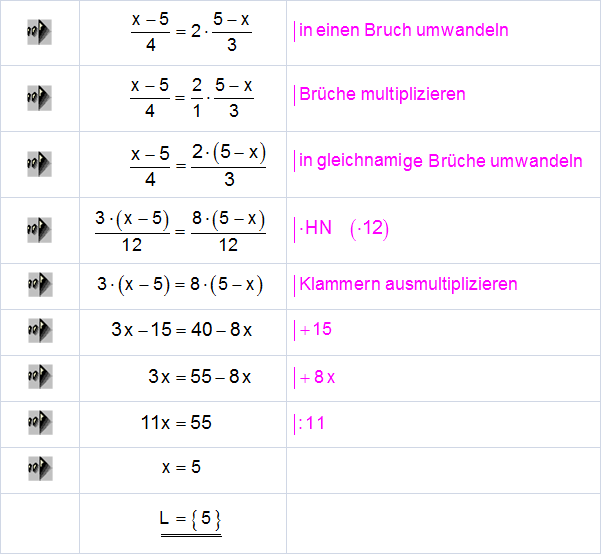 (x − 5)/4 = 2 · (5 − x)/3 |in einen Bruch umwandeln
(x − 5)/4 = 2/1 · (5 − x)/3 |Brüche multiplizieren
(x − 5)/4 = 2·(5 − x)/3 |in gleichnamige Brüche umwandeln
3·(x − 5)/12 = 8·(5 − x)/12 |·HN (·12)
3·(x − 5) = 8·(5 − x) |Klammern ausmultiplizieren
3x − 15 = 40 − 8x |+15
3x = 55 − 8x |+8x
11x = 55 |:11
x = 5
L = {5}